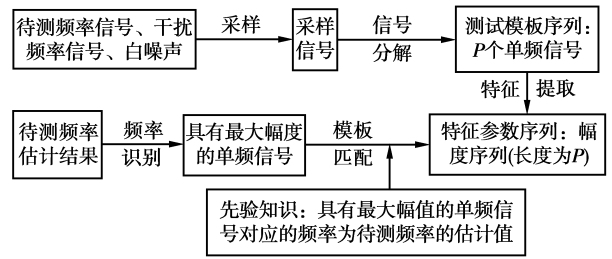 待测频率信号、干扰
频率信号、白噪声
采样
采样
信号
信号
分解
测试模板序列：
P个单频信号
特征 提取
待测频率
估计结果
频率
识别
具有最大幅度
的单频信号
模板
匹配
特征参数序列：幅
度序列(长度为P)
先验知识：具有最大幅值的单频信
号对应的频率为待测频率的估计值